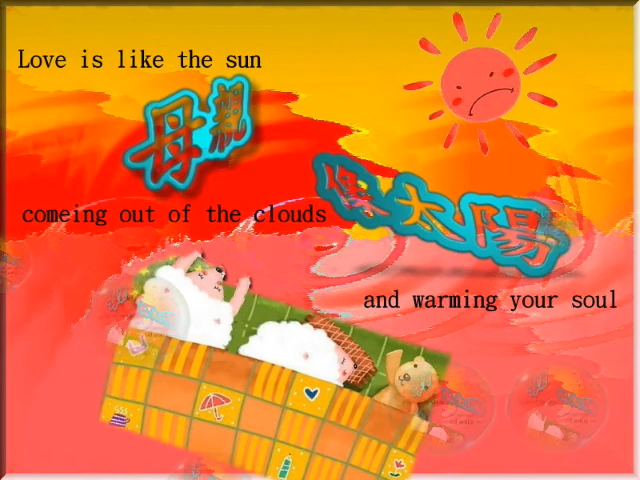 Love is like the sun
母親
像太陽
comeing out of the clouds
and warming your soul